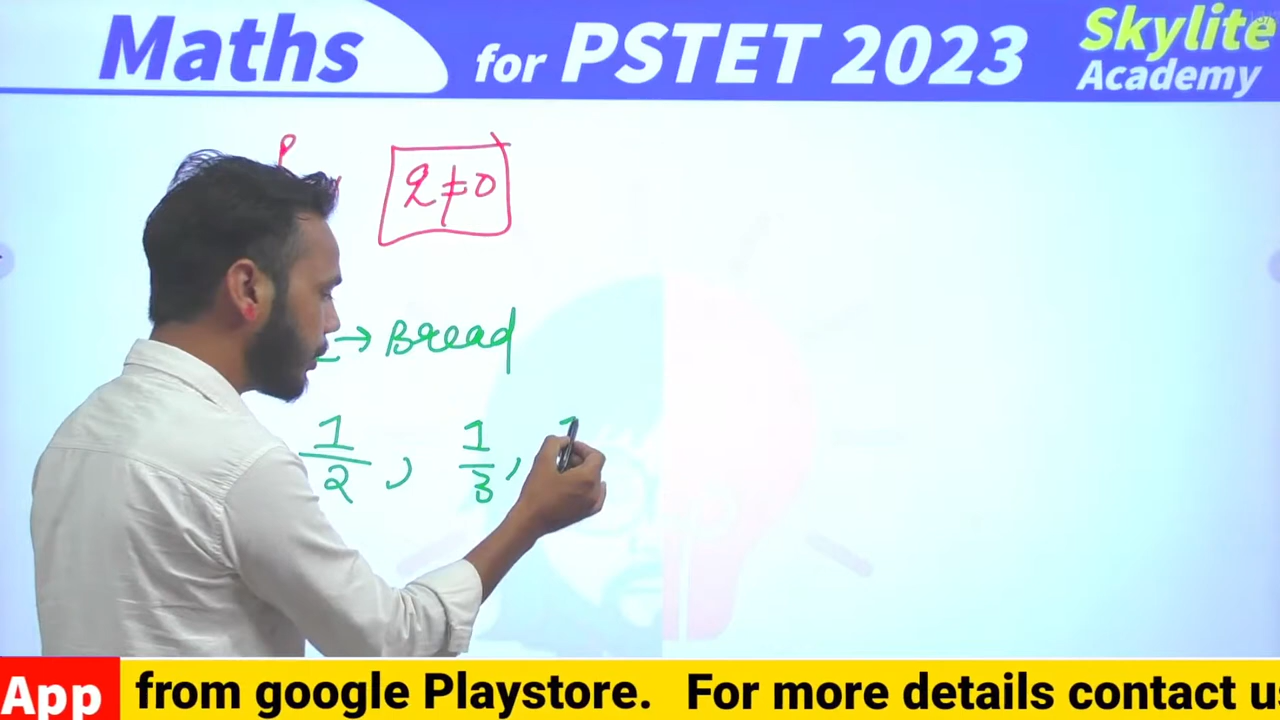 Maths for PSTET 2023 Skylite
Academy
P q ≠ 0
→ Bread
1/2 , 1/3 ,
App from google Playstore. For more details contact us